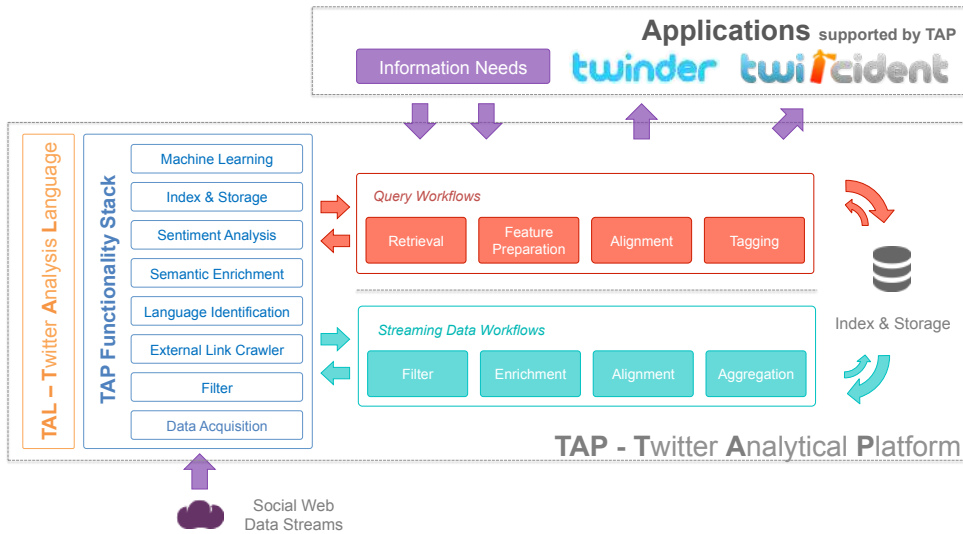 Applications supported by TAP
Information Needs
twinder
twitcident
TAL – Twitter Analysis Language
TAP Functionality Stack
Machine Learning
Index & Storage
Sentiment Analysis
Semantic Enrichment
Language Identification
External Link Crawler
Filter
Data Acquisition
Query Workflows
Retrieval
Feature
Preparation
Alignment
Tagging
Streaming Data Workflows
Filter
Enrichment
Alignment
Aggregation
Index & Storage
TAP - Twitter Analytical Platform
Social Web
Data Streams